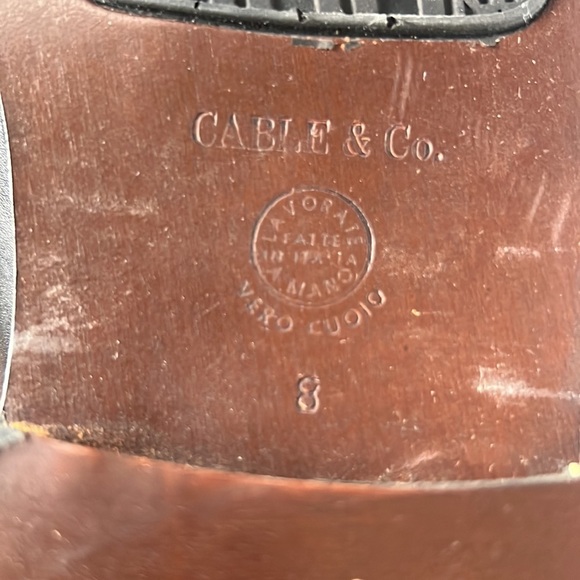 CABLE & Co.
LAVORATE
FATTE
IN ITALIA
A MANO
VERO CUOIO
8